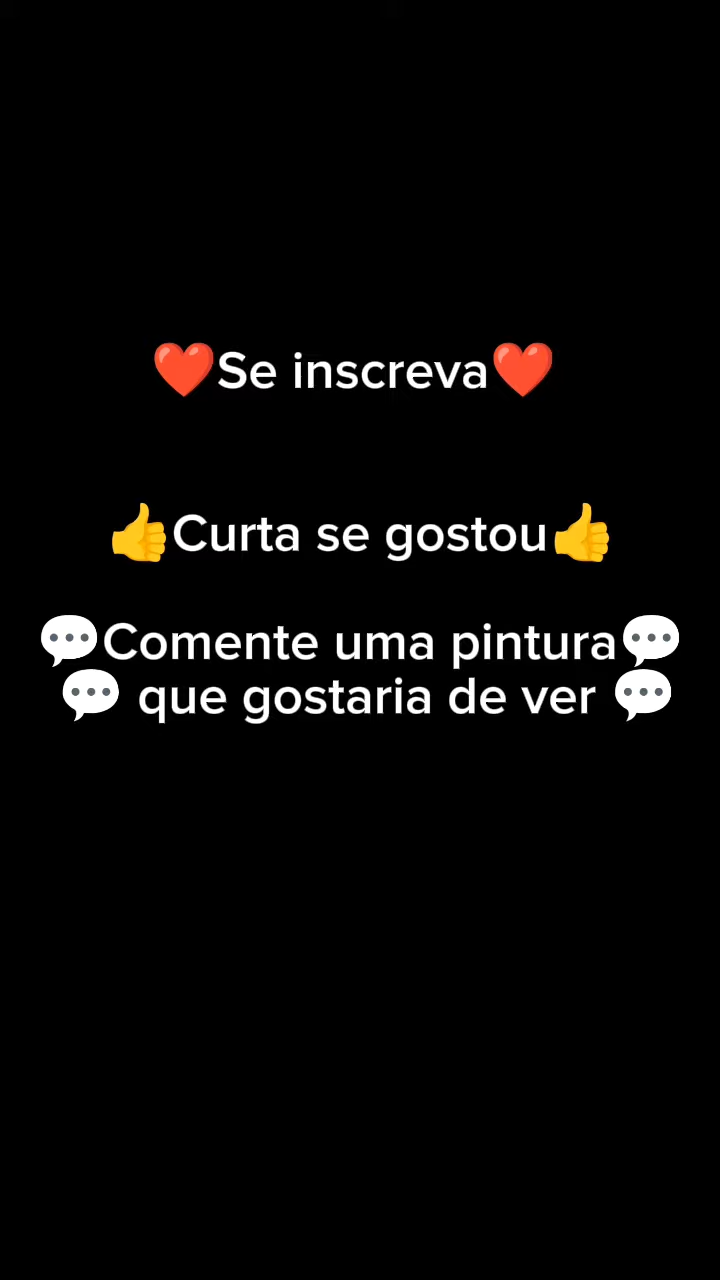 ❤️Se inscreva❤️
👍Curta se gostou👍
💬Comente uma pintura💬
💬 que gostaria de ver 💬